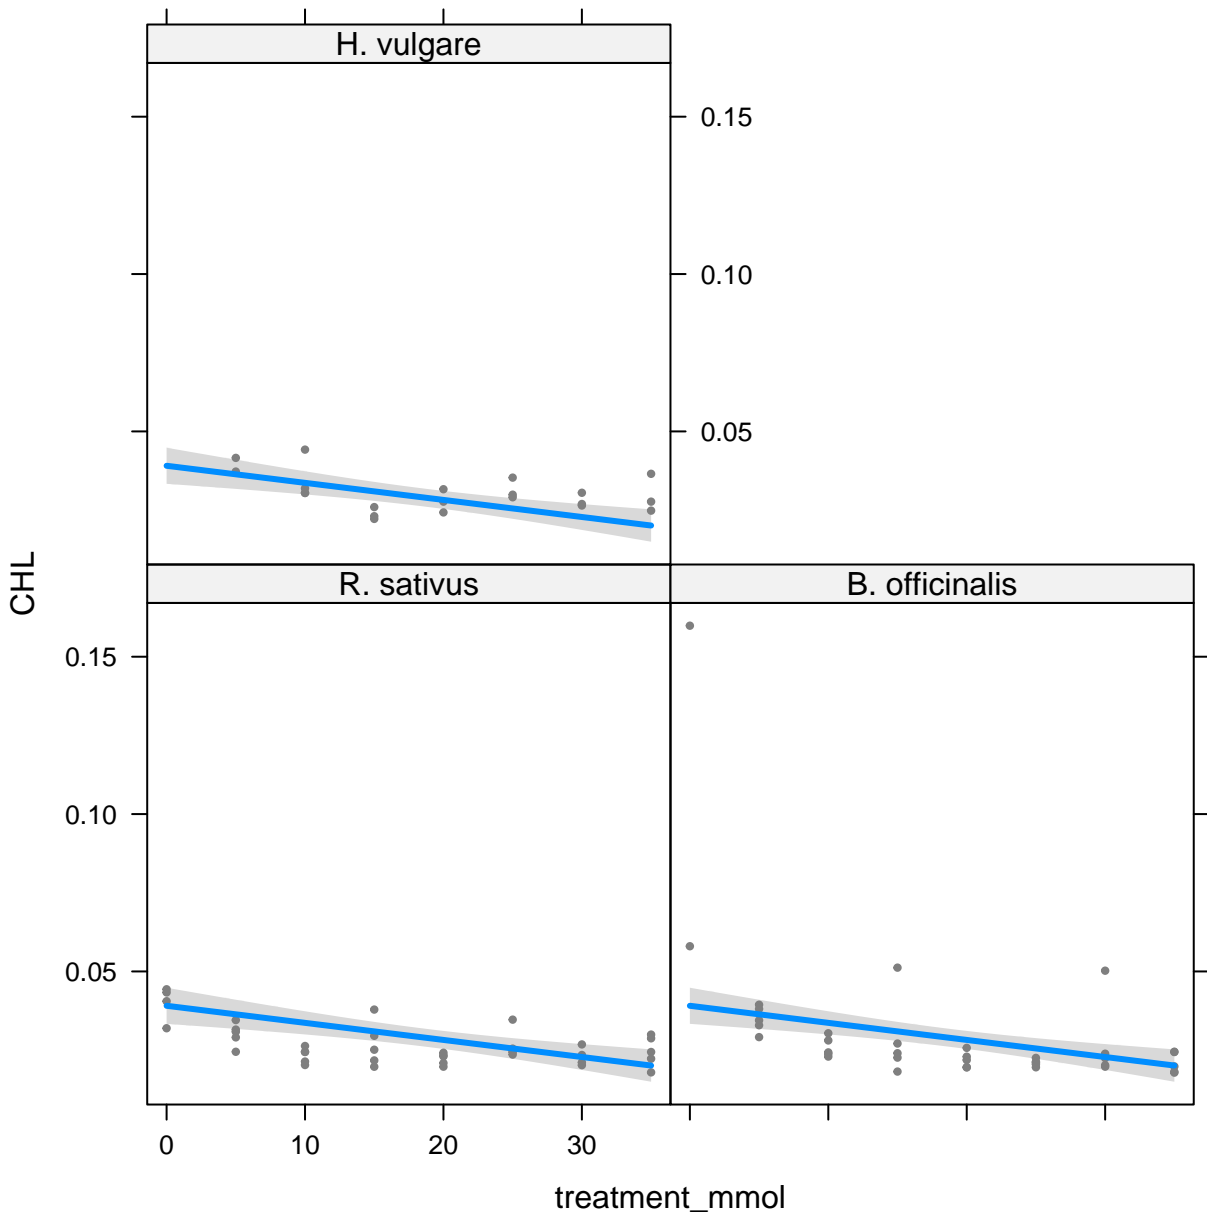 H. vulgare
0.15
0.10
0.05
CHL
R. sativus
B. officinalis
0.15
0.10
0.05
0 10 20 30
treatment_mmol